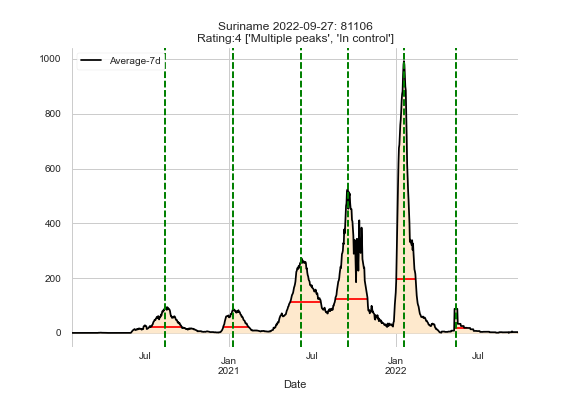 Suriname 2022-09-27: 81106
Rating:4 ['Multiple peaks', 'In control']
Average-7d
1000
800
600
400
200
0
Jul
Jan
2021
Jul
Jan
2022
Jul
Date